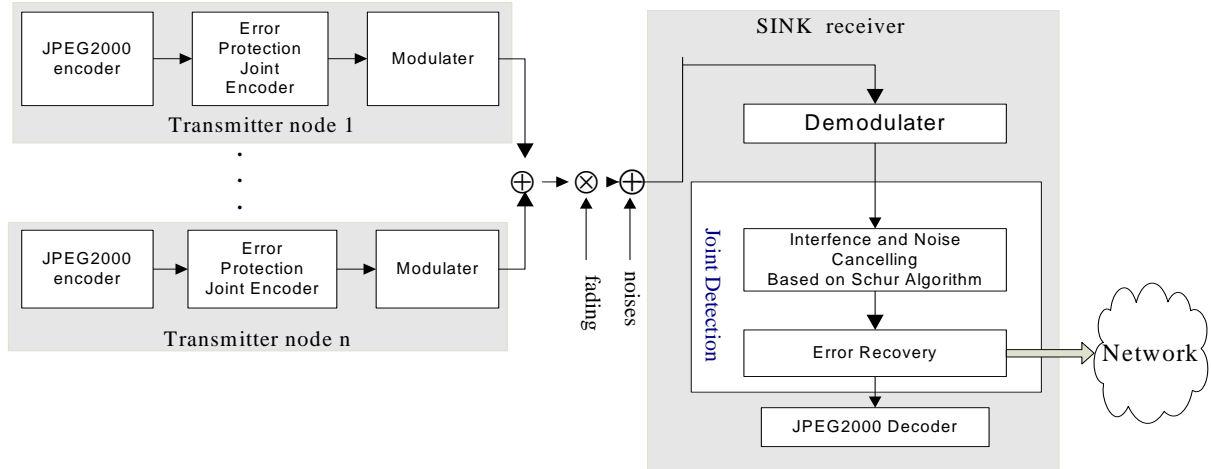 JPEG2000
encoder
Error
Protection
Joint
Encoder
Modulater
Transmitter node 1
JPEG2000
encoder
Error
Protection
Joint Encoder
Modulater
Transmitter node n
fading
noises
SINK receiver
Demodulater
Joint Detection
Interfence and Noise
Cancelling
Based on Schur Algorithm
Error Recovery
JPEG2000 Decoder
Network